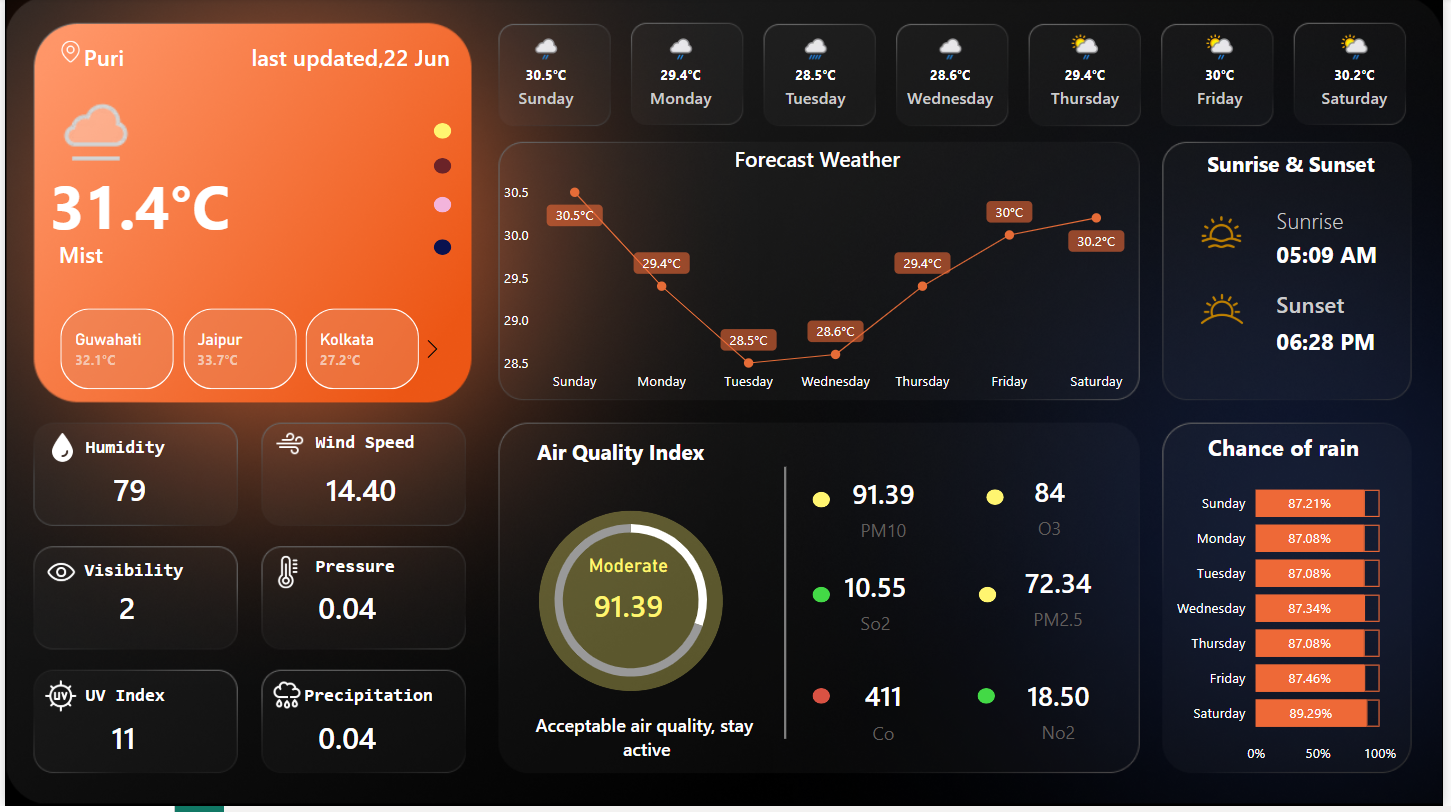 Puri
last updated,22 Jun
31.4°C
Mist
Guwahati
32.1°C
Jaipur
33.7°C
Kolkata
27.2°C
30.5°C
Sunday
29.4°C
Monday
28.5°C
Tuesday
28.6°C
Wednesday
29.4°C
Thursday
30°C
Friday
30.2°C
Saturday
Forecast Weather
30.5
30.0
29.5
29.0
28.5
30.5°C
29.4°C
28.5°C
28.6°C
29.4°C
30°C
30.2°C
Sunday
Monday
Tuesday
Wednesday
Thursday
Friday
Saturday
Sunrise & Sunset
Sunrise
05:09 AM
Sunset
06:28 PM
Humidity
79
Wind Speed
14.40
Visibility
2
Pressure
0.04
UV
UV Index
11
Precipitation
0.04
Air Quality Index
Moderate
91.39
Acceptable air quality, stay
active
91.39
PM10
84
O3
10.55
So2
72.34
PM2.5
411
Co
18.50
No2
Chance of rain
Sunday 87.21%
Monday 87.08%
Tuesday 87.08%
Wednesday 87.34%
Thursday 87.08%
Friday 87.46%
Saturday 89.29%
0% 50% 100%